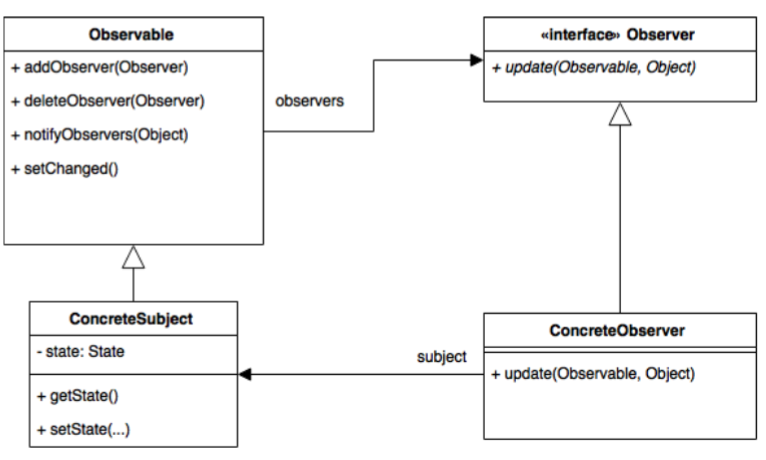 Observable
+ addObserver(Observer)
+ deleteObserver(Observer)
+ notifyObservers(Object)
+ setChanged()
observers
«interface» Observer
+ update(Observable, Object)
ConcreteSubject
- state: State
+ getState()
+ setState(...)
subject
ConcreteObserver
+ update(Observable, Object)